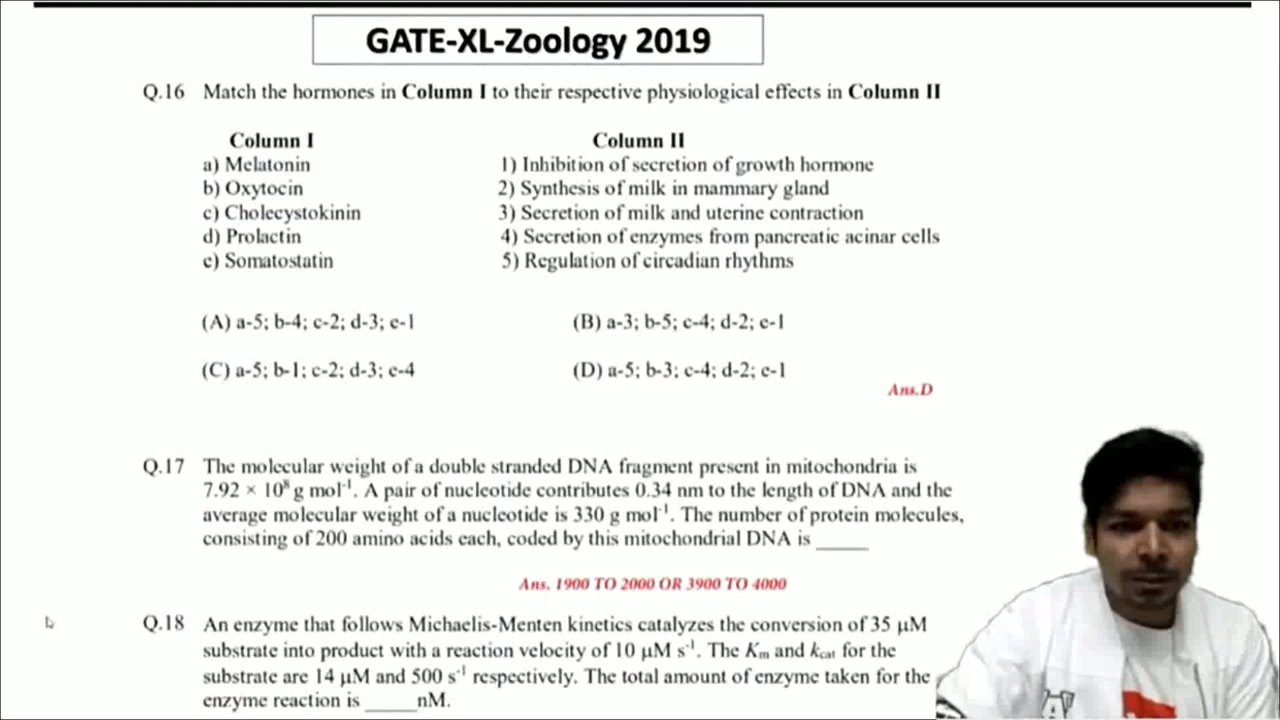 GATE-XL-Zoology 2019
Q.16 Match the hormones in Column I to their respective physiological effects in Column II
Column I Column II
a) Melatonin 1) Inhibition of secretion of growth hormone
b) Oxytocin 2) Synthesis of milk in mammary gland
c) Cholecystokinin 3) Secretion of milk and uterine contraction
d) Prolactin 4) Secretion of enzymes from pancreatic acinar cells
e) Somatostatin 5) Regulation of circadian rhythms
(A) a-5; b-4; c-2; d-3; e-1 (B) a-3; b-5; c-4; d-2; e-1
(C) a-5; b-1; c-2; d-3; e-4 (D) a-5; b-3; c-4; d-2; e-1
Ans.D
Q.17 The molecular weight of a double stranded DNA fragment present in mitochondria is
7.92 × 10⁸ g mol⁻¹. A pair of nucleotide contributes 0.34 nm to the length of DNA and the
average molecular weight of a nucleotide is 330 g mol⁻¹. The number of protein molecules,
consisting of 200 amino acids each, coded by this mitochondrial DNA is _____
Ans. 1900 TO 2000 OR 3900 TO 4000
Q.18 An enzyme that follows Michaelis-Menten kinetics catalyzes the conversion of 35 µM
substrate into product with a reaction velocity of 10 µM s⁻¹. The Km and kcat for the
substrate are 14 µM and 500 s⁻¹ respectively. The total amount of enzyme taken for the
enzyme reaction is _____nM.